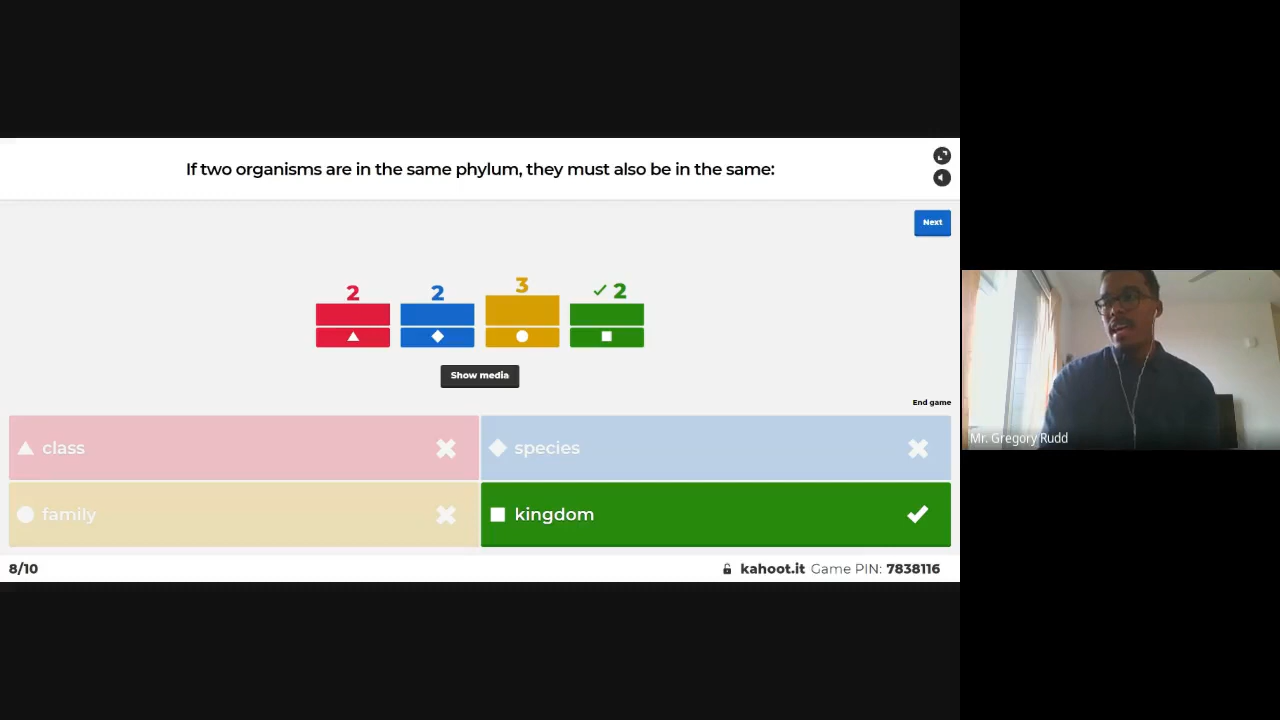 If two organisms are in the same phylum, they must also be in the same:
Next
2
2
3
2
Show media
End game
class
species
family
kingdom
8/10
kahoot.it Game PIN: 7838116
Mr. Gregory Rudd